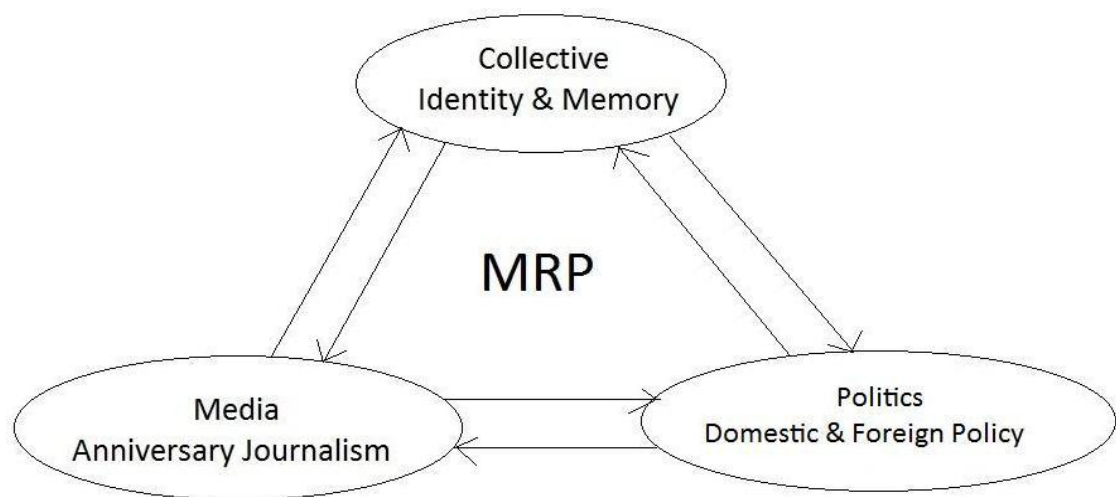 Collective
Identity & Memory
MRP
Media
Anniversary Journalism
Politics
Domestic & Foreign Policy